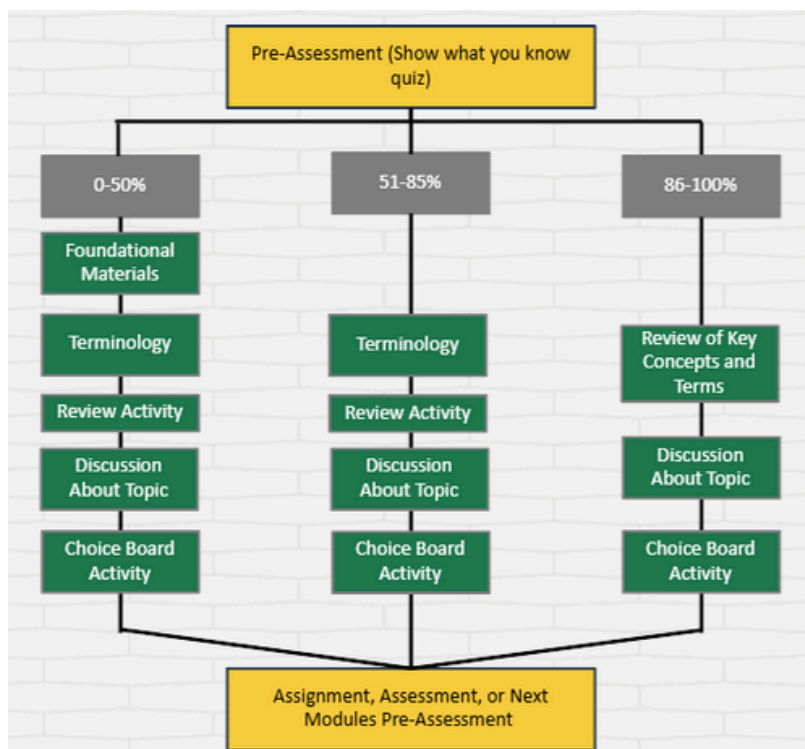 Pre-Assessment (Show what you know
quiz)
0-50%
51-85%
86-100%
Foundational
Materials
Terminology
Review Activity
Discussion
About Topic
Choice Board
Activity
Terminology
Review Activity
Discussion
About Topic
Choice Board
Activity
Review of Key
Concepts and
Terms
Discussion
About Topic
Choice Board
Activity
Assignment, Assessment, or Next
Modules Pre-Assessment